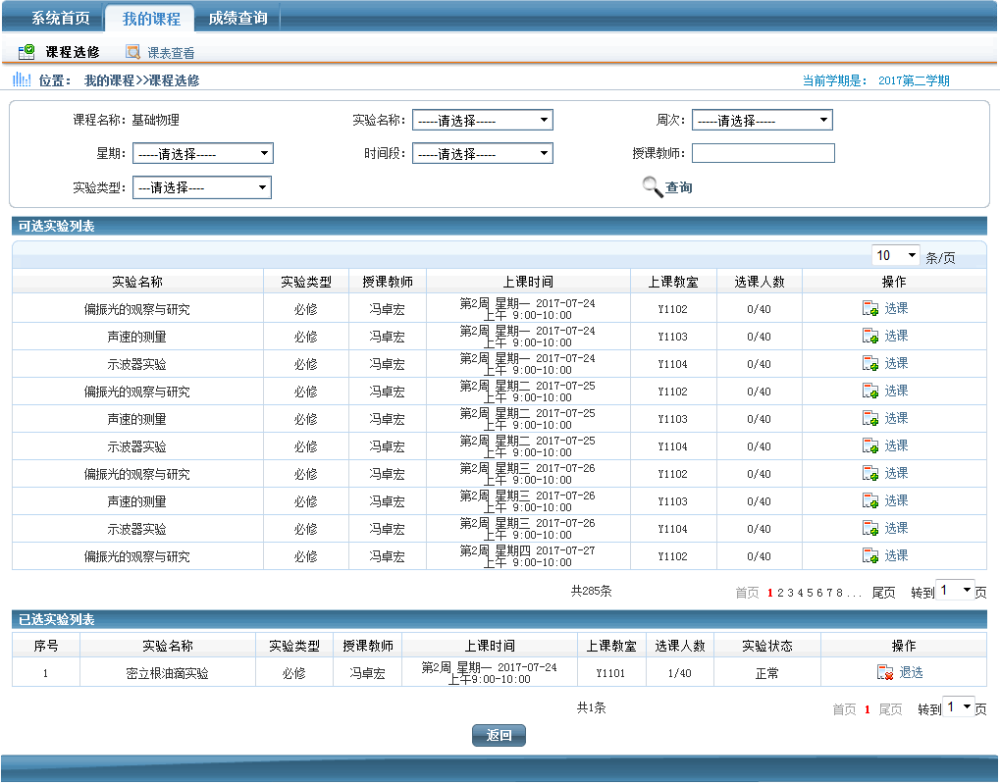 系统首页 我的课程 成绩查询
课程选修 课表查看
位置： 我的课程>>课程选修 当前学期是： 2017第二学期
课程名称： 基础物理 实验名称： -----请选择----- 周次： -----请选择-----
星期： -----请选择----- 时间段： -----请选择----- 授课教师：
实验类型： ---请选择---- 查询
可选实验列表
10 条/页
实验名称 实验类型 授课教师 上课时间 上课教室 选课人数 操作
偏振光的观察与研究 必修 冯卓宏 第2周 星期一 2017-07-24 上午 9:00-10:00 Y1102 0/40 选课
声速的测量 必修 冯卓宏 第2周 星期一 2017-07-24 上午 9:00-10:00 Y1103 0/40 选课
示波器实验 必修 冯卓宏 第2周 星期一 2017-07-24 上午 9:00-10:00 Y1104 0/40 选课
偏振光的观察与研究 必修 冯卓宏 第2周 星期二 2017-07-25 上午 9:00-10:00 Y1102 0/40 选课
声速的测量 必修 冯卓宏 第2周 星期二 2017-07-25 上午 9:00-10:00 Y1103 0/40 选课
示波器实验 必修 冯卓宏 第2周 星期二 2017-07-25 上午 9:00-10:00 Y1104 0/40 选课
偏振光的观察与研究 必修 冯卓宏 第2周 星期三 2017-07-26 上午 9:00-10:00 Y1102 0/40 选课
声速的测量 必修 冯卓宏 第2周 星期三 2017-07-26 上午 9:00-10:00 Y1103 0/40 选课
示波器实验 必修 冯卓宏 第2周 星期三 2017-07-26 上午 9:00-10:00 Y1104 0/40 选课
偏振光的观察与研究 必修 冯卓宏 第2周 星期四 2017-07-27 上午 9:00-10:00 Y1102 0/40 选课
共285条 首页 1 2 3 4 5 6 7 8 ... 尾页 转到 1 页
已选实验列表
序号 实验名称 实验类型 授课教师 上课时间 上课教室 选课人数 实验状态 操作
1 密立根油滴实验 必修 冯卓宏 第2周 星期一 2017-07-24 上午9:00-10:00 Y1101 1/40 正常 退选
共1条 首页 1 尾页 转到 1 页
返回